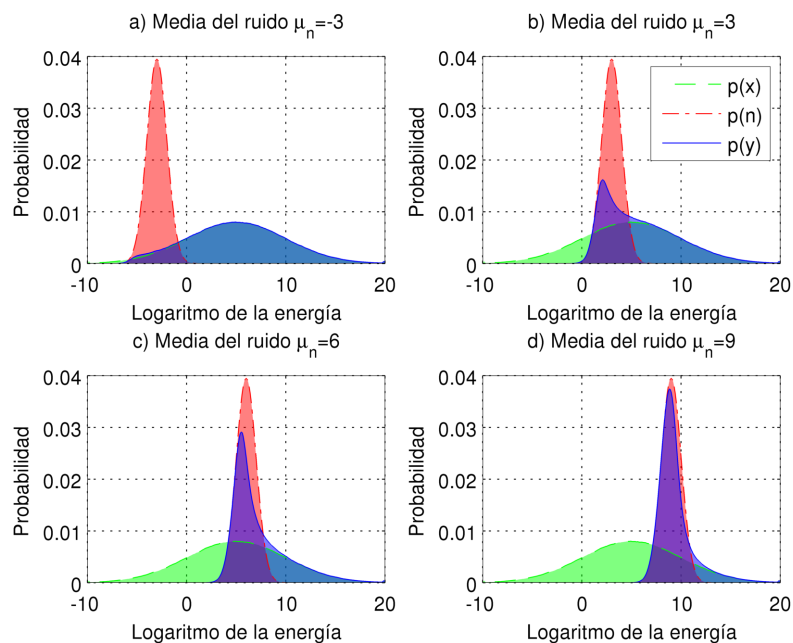 a) Media del ruido μ_n=-3
0.04
0.03
0.02
0.01
0
Probabilidad
-10 0 10 20
Logaritmo de la energía
b) Media del ruido μ_n=3
0.04
0.03
0.02
0.01
0
Probabilidad
p(x)
p(n)
p(y)
-10 0 10 20
Logaritmo de la energía
c) Media del ruido μ_n=6
0.04
0.03
0.02
0.01
0
Probabilidad
-10 0 10 20
Logaritmo de la energía
d) Media del ruido μ_n=9
0.04
0.03
0.02
0.01
0
Probabilidad
-10 0 10 20
Logaritmo de la energía